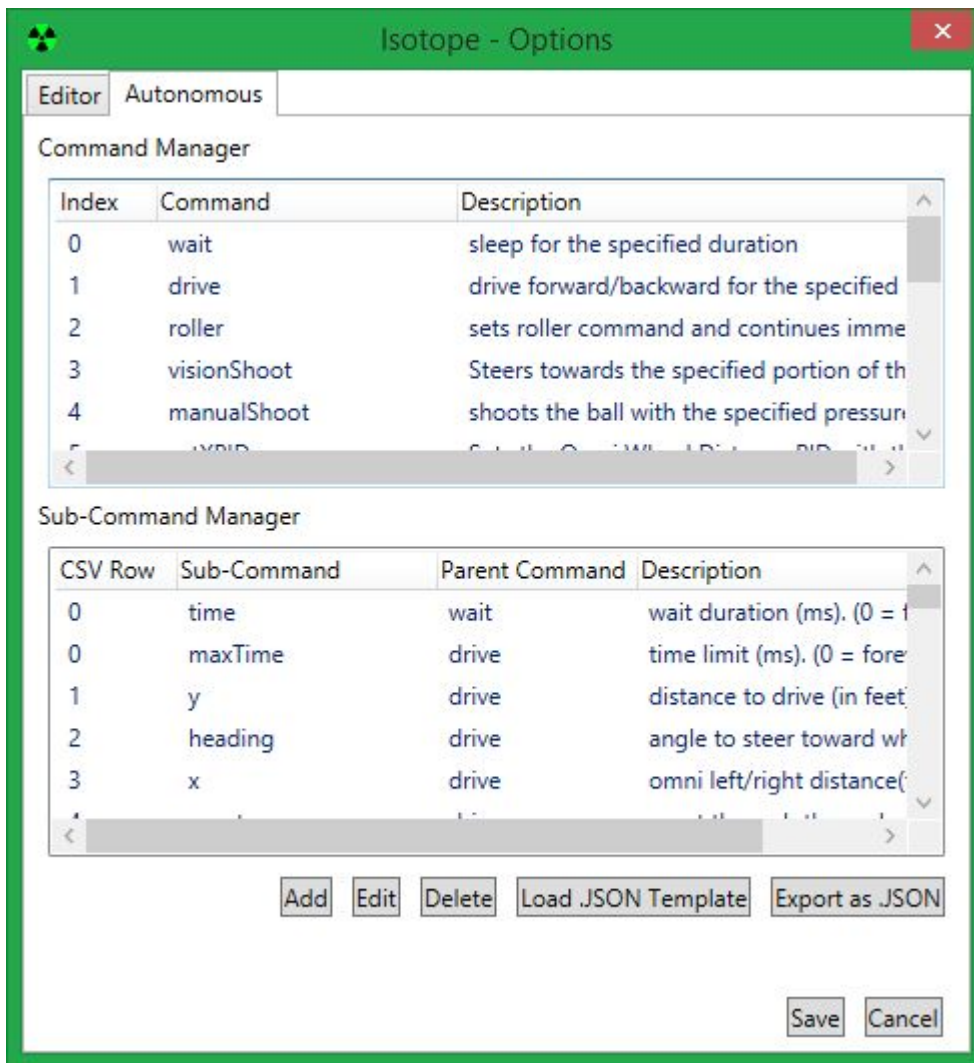 Isotope - Options
Editor Autonomous
Command Manager
Index Command Description
0 wait sleep for the specified duration
1 drive drive forward/backward for the specified
2 roller sets roller command and continues imme
3 visionShoot Steers towards the specified portion of th
4 manualShoot shoots the ball with the specified pressure
Sub-Command Manager
CSV Row Sub-Command Parent Command Description
0 time wait wait duration (ms). (0 = f
0 maxTime drive time limit (ms). (0 = fore
1 y drive distance to drive (in feet)
2 heading drive angle to steer toward wh
3 x drive omni left/right distance(
Add Edit Delete Load .JSON Template Export as .JSON
Save Cancel